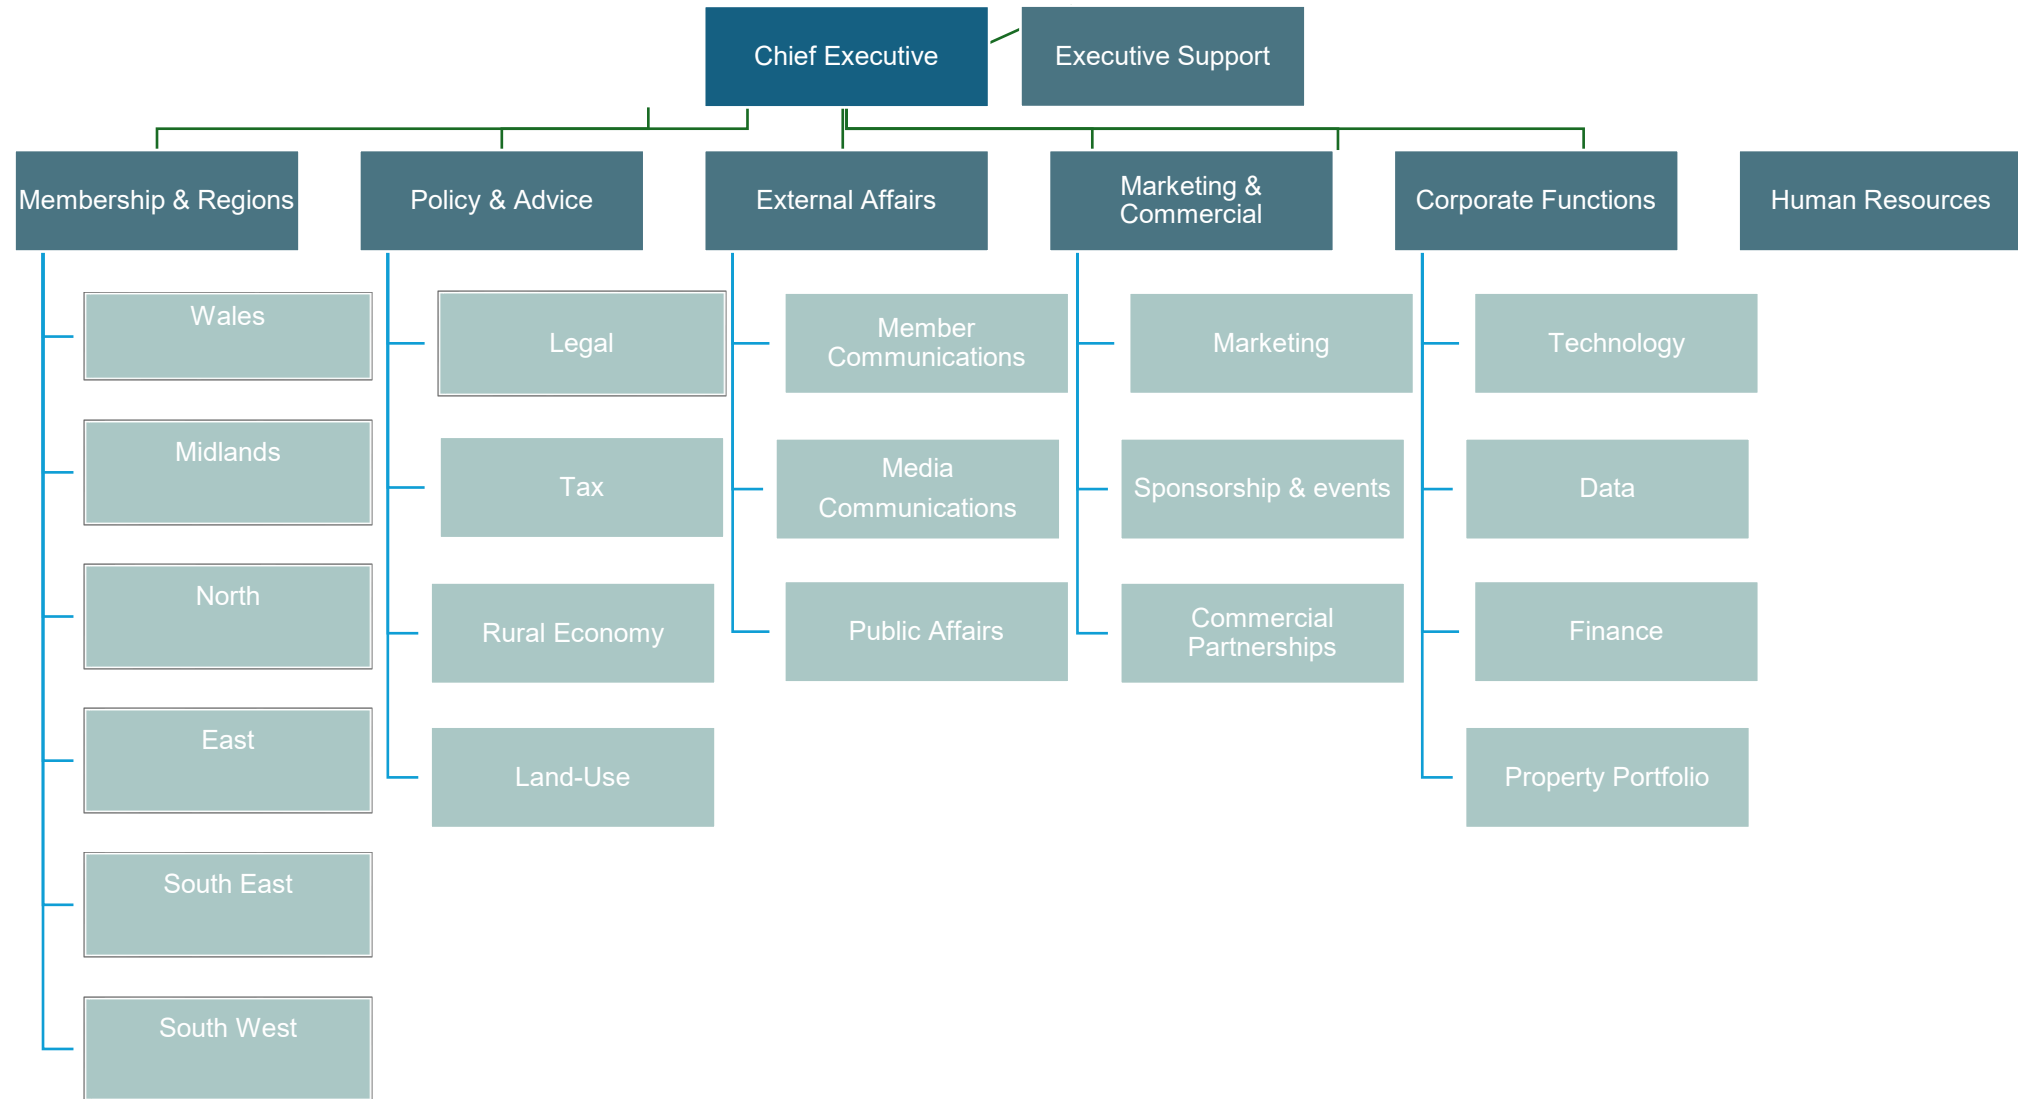 Chief Executive
Executive Support
Membership & Regions
Policy & Advice
External Affairs
Marketing &
Commercial
Corporate Functions
Human Resources
Wales
Midlands
North
East
South East
South West
Legal
Tax
Rural Economy
Land-Use
Member
Communications
Media
Communications
Public Affairs
Marketing
Sponsorship & events
Commercial
Partnerships
Technology
Data
Finance
Property Portfolio